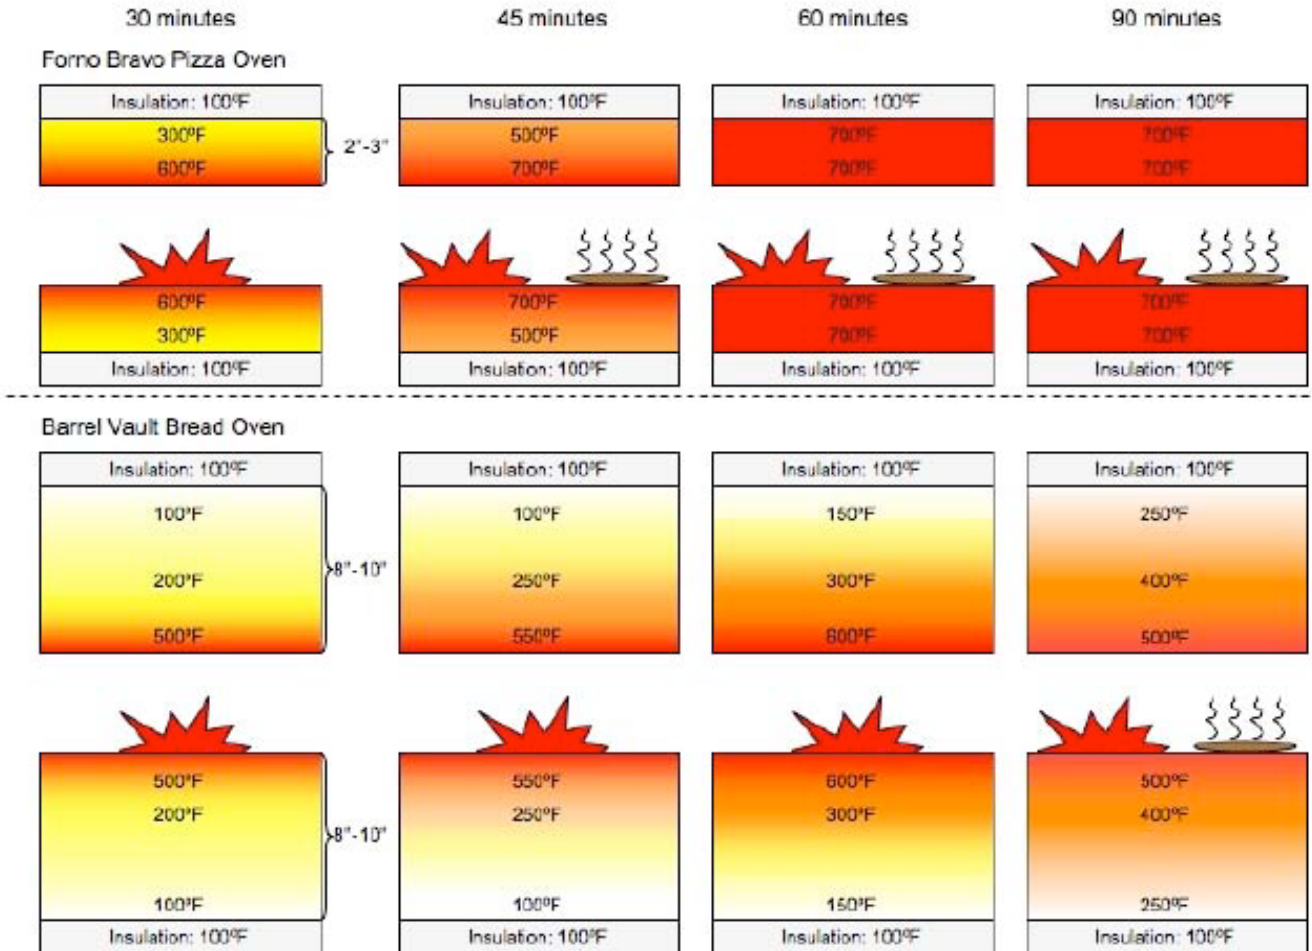 30 minutes 45 minutes 60 minutes 90 minutes
Forno Bravo Pizza Oven
Insulation: 100ºF Insulation: 100ºF Insulation: 100ºF Insulation: 100ºF
300ºF 500ºF 700ºF 700ºF
2"-3"
600ºF 700ºF 700ºF 700ºF
600ºF 700ºF 700ºF 700ºF
300ºF 500ºF 700ºF 700ºF
Insulation: 100ºF Insulation: 100ºF Insulation: 100ºF Insulation: 100ºF
Barrel Vault Bread Oven
Insulation: 100ºF Insulation: 100ºF Insulation: 100ºF Insulation: 100ºF
100ºF 100ºF 150ºF 250ºF
200ºF 8"-10" 250ºF 300ºF 400ºF
500ºF 550ºF 600ºF 500ºF
500ºF 550ºF 600ºF 500ºF
200ºF 250ºF 300ºF 400ºF
8"-10"
100ºF 100ºF 150ºF 250ºF
Insulation: 100ºF Insulation: 100ºF Insulation: 100ºF Insulation: 100ºF